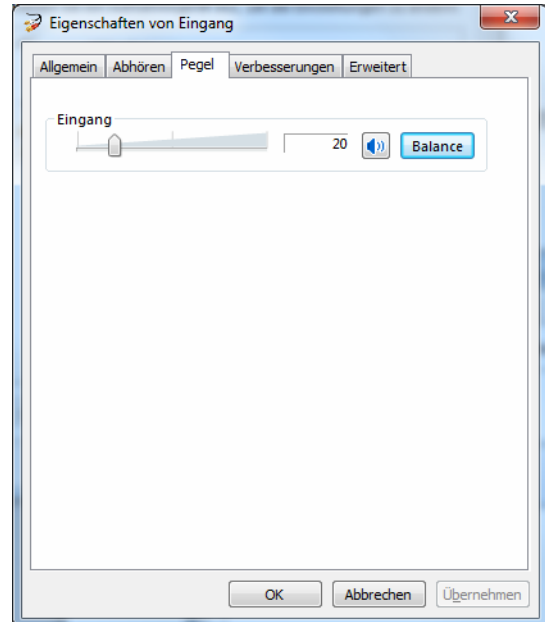 Eigenschaften von Eingang
Allgemein Abhören Pegel Verbesserungen Erweitert
Eingang
20 Balance
OK Abbrechen Übernehmen